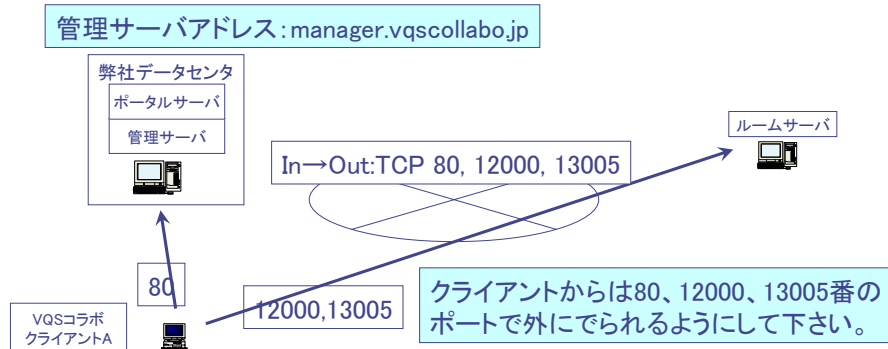 管理サーバアドレス:manager.vqscollabo.jp
弊社データセンタ
ポータルサーバ
管理サーバ
ルームサーバ
In→Out:TCP 80, 12000, 13005
80
12000,13005
クライアントからは80、12000、13005番の
ポートで外にでられるようにして下さい。
VQSコラボ
クライアントA